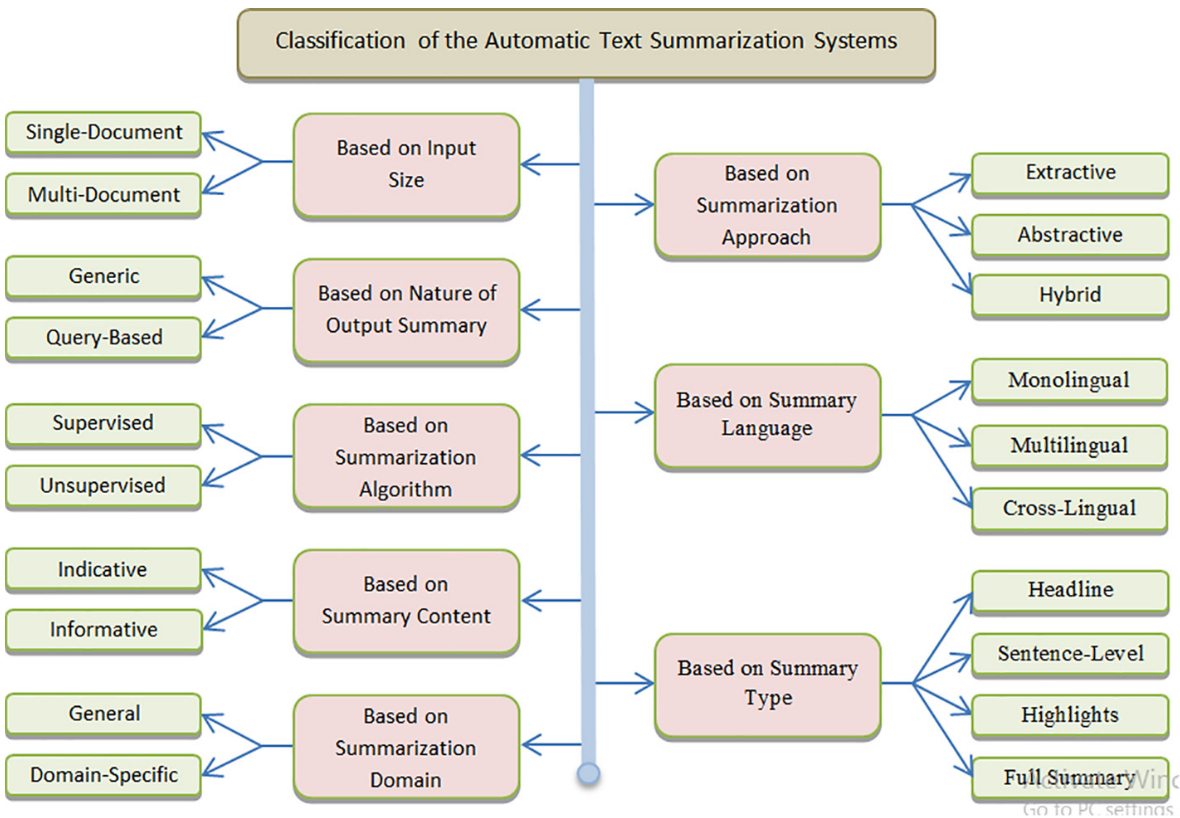 Classification of the Automatic Text Summarization Systems
Single-Document
Multi-Document
Based on Input
Size
Generic
Query-Based
Based on Nature of
Output Summary
Supervised
Unsupervised
Based on
Summarization
Algorithm
Indicative
Informative
Based on
Summary Content
General
Domain-Specific
Based on
Summarization
Domain
Based on
Summarization
Approach
Extractive
Abstractive
Hybrid
Based on Summary
Language
Monolingual
Multilingual
Cross-Lingual
Based on Summary
Type
Headline
Sentence-Level
Highlights
Full Summary
Activate Winc
Go to PC settings